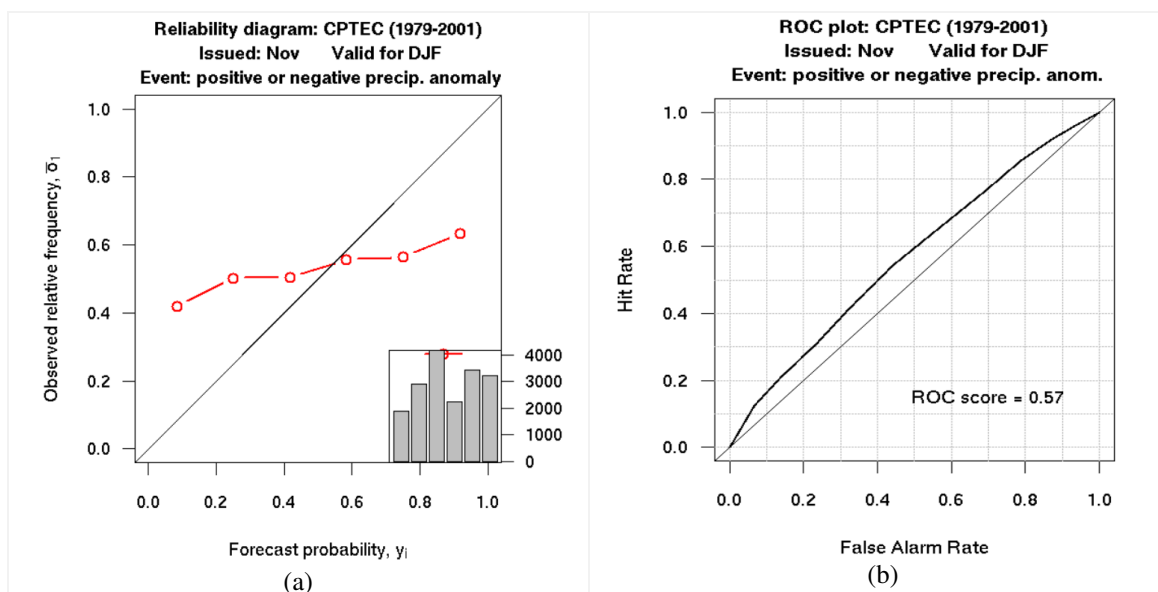 Reliability diagram: CPTEC (1979-2001)
Issued: Nov Valid for DJF
Event: positive or negative precip. anomaly
1.0
0.8
0.6
0.4
0.2
0.0
Observed relative frequency, o̅₁
4000
3000
2000
1000
0
0.0 0.2 0.4 0.6 0.8 1.0
Forecast probability, yᵢ
(a)
ROC plot: CPTEC (1979-2001)
Issued: Nov Valid for DJF
Event: positive or negative precip. anom.
1.0
0.8
0.6
0.4
0.2
0.0
Hit Rate
ROC score = 0.57
0.0 0.2 0.4 0.6 0.8 1.0
False Alarm Rate
(b)